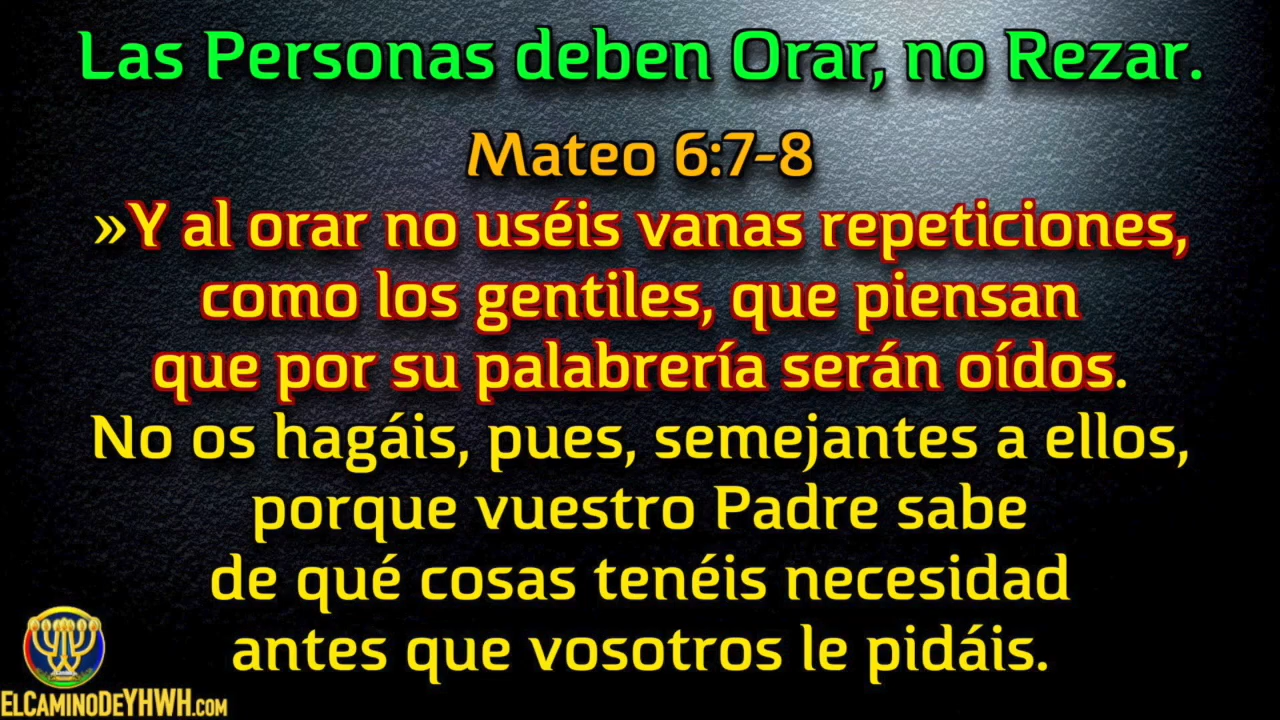 Las Personas deben Orar, no Rezar.
Mateo 6:7-8
»Y al orar no uséis vanas repeticiones,
como los gentiles, que piensan
que por su palabrería serán oídos.
No os hagáis, pues, semejantes a ellos,
porque vuestro Padre sabe
de qué cosas tenéis necesidad
antes que vosotros le pidáis.
ELCAMINODEYHWH.com